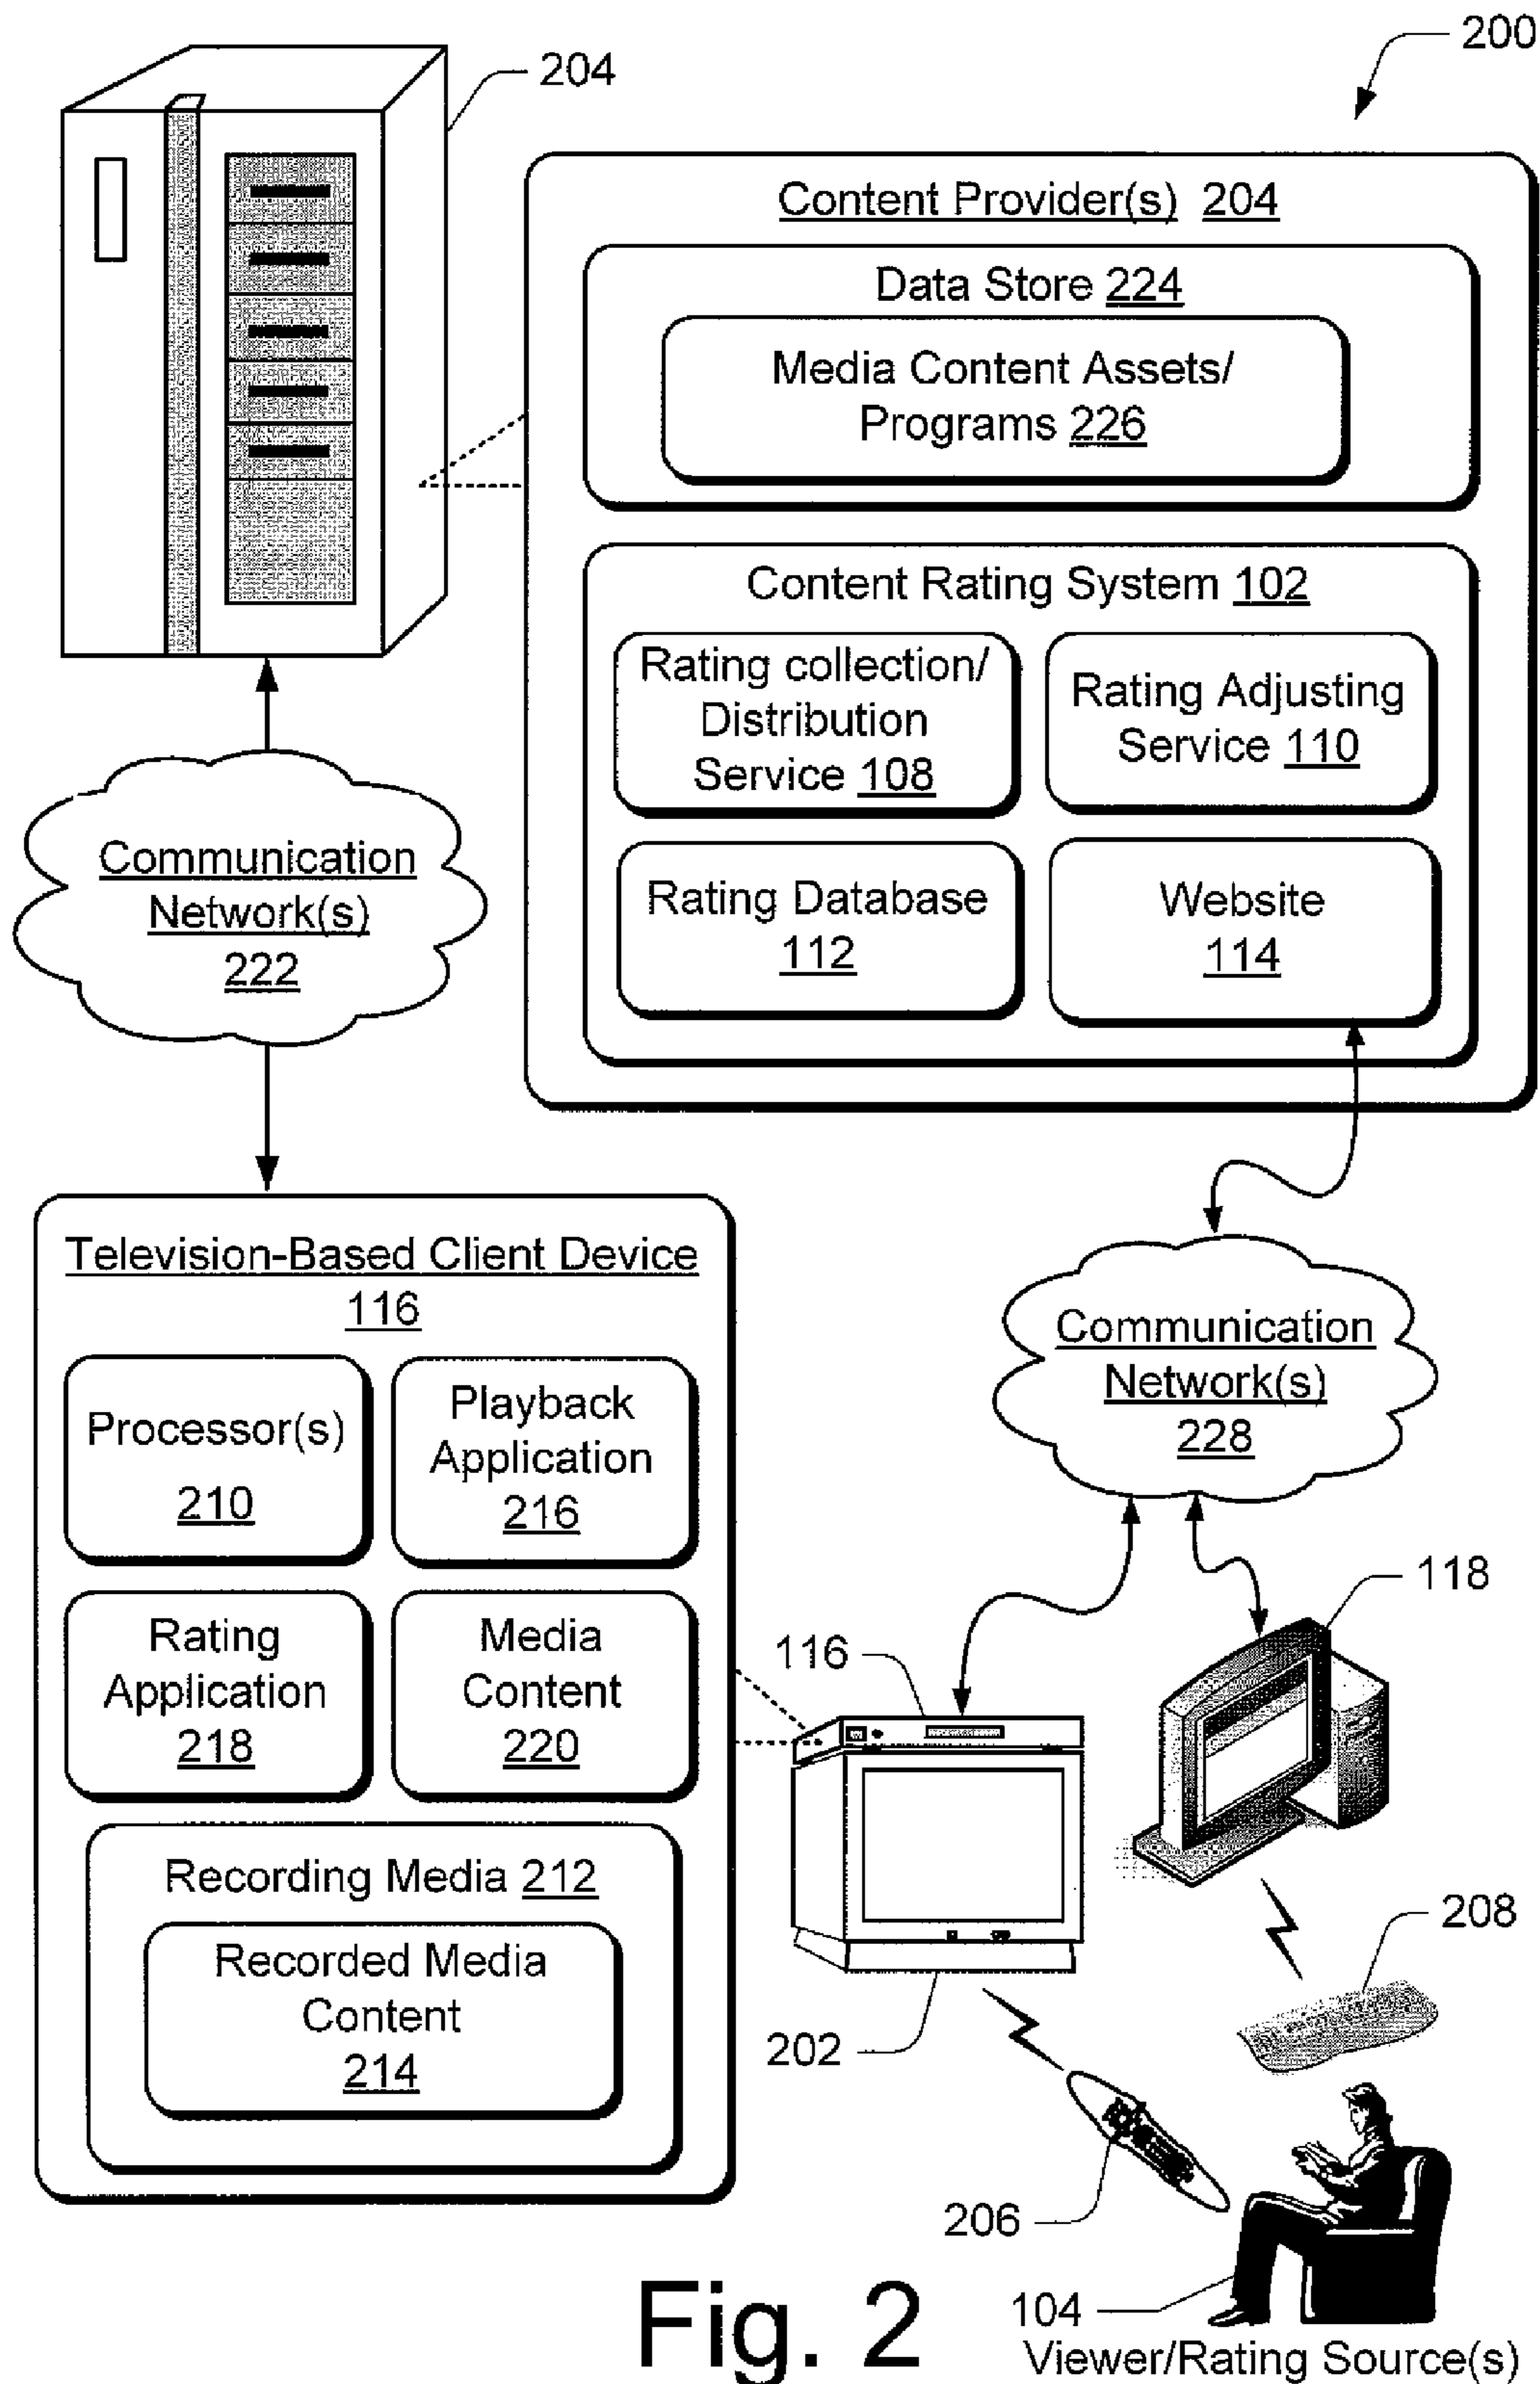 200
204
Content Provider(s) 204
Data Store 224
Media Content Assets/
Programs 226
Content Rating System 102
Rating collection/
Distribution
Service 108
Rating Adjusting
Service 110
Rating Database
112
Website
114
Communication
Network(s)
222
Television-Based Client Device
116
Processor(s)
210
Playback
Application
216
Rating
Application
218
Media
Content
220
Recording Media 212
Recorded Media
Content
214
Communication
Network(s)
228
118
116
208
202
206
104
Viewer/Rating Source(s)
Fig. 2